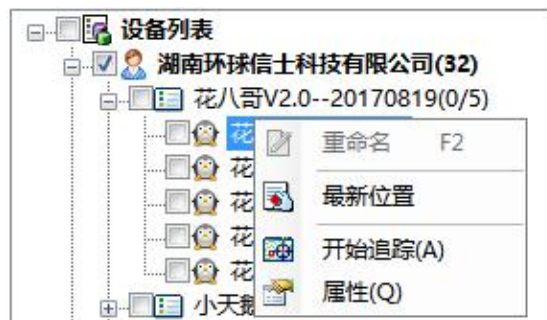 设备列表
湖南环球信士科技有限公司(32)
花八哥V2.0--20170819(0/5)
花
重命名 F2
花
最新位置
花
花
开始追踪(A)
花
属性(Q)
小天鹅